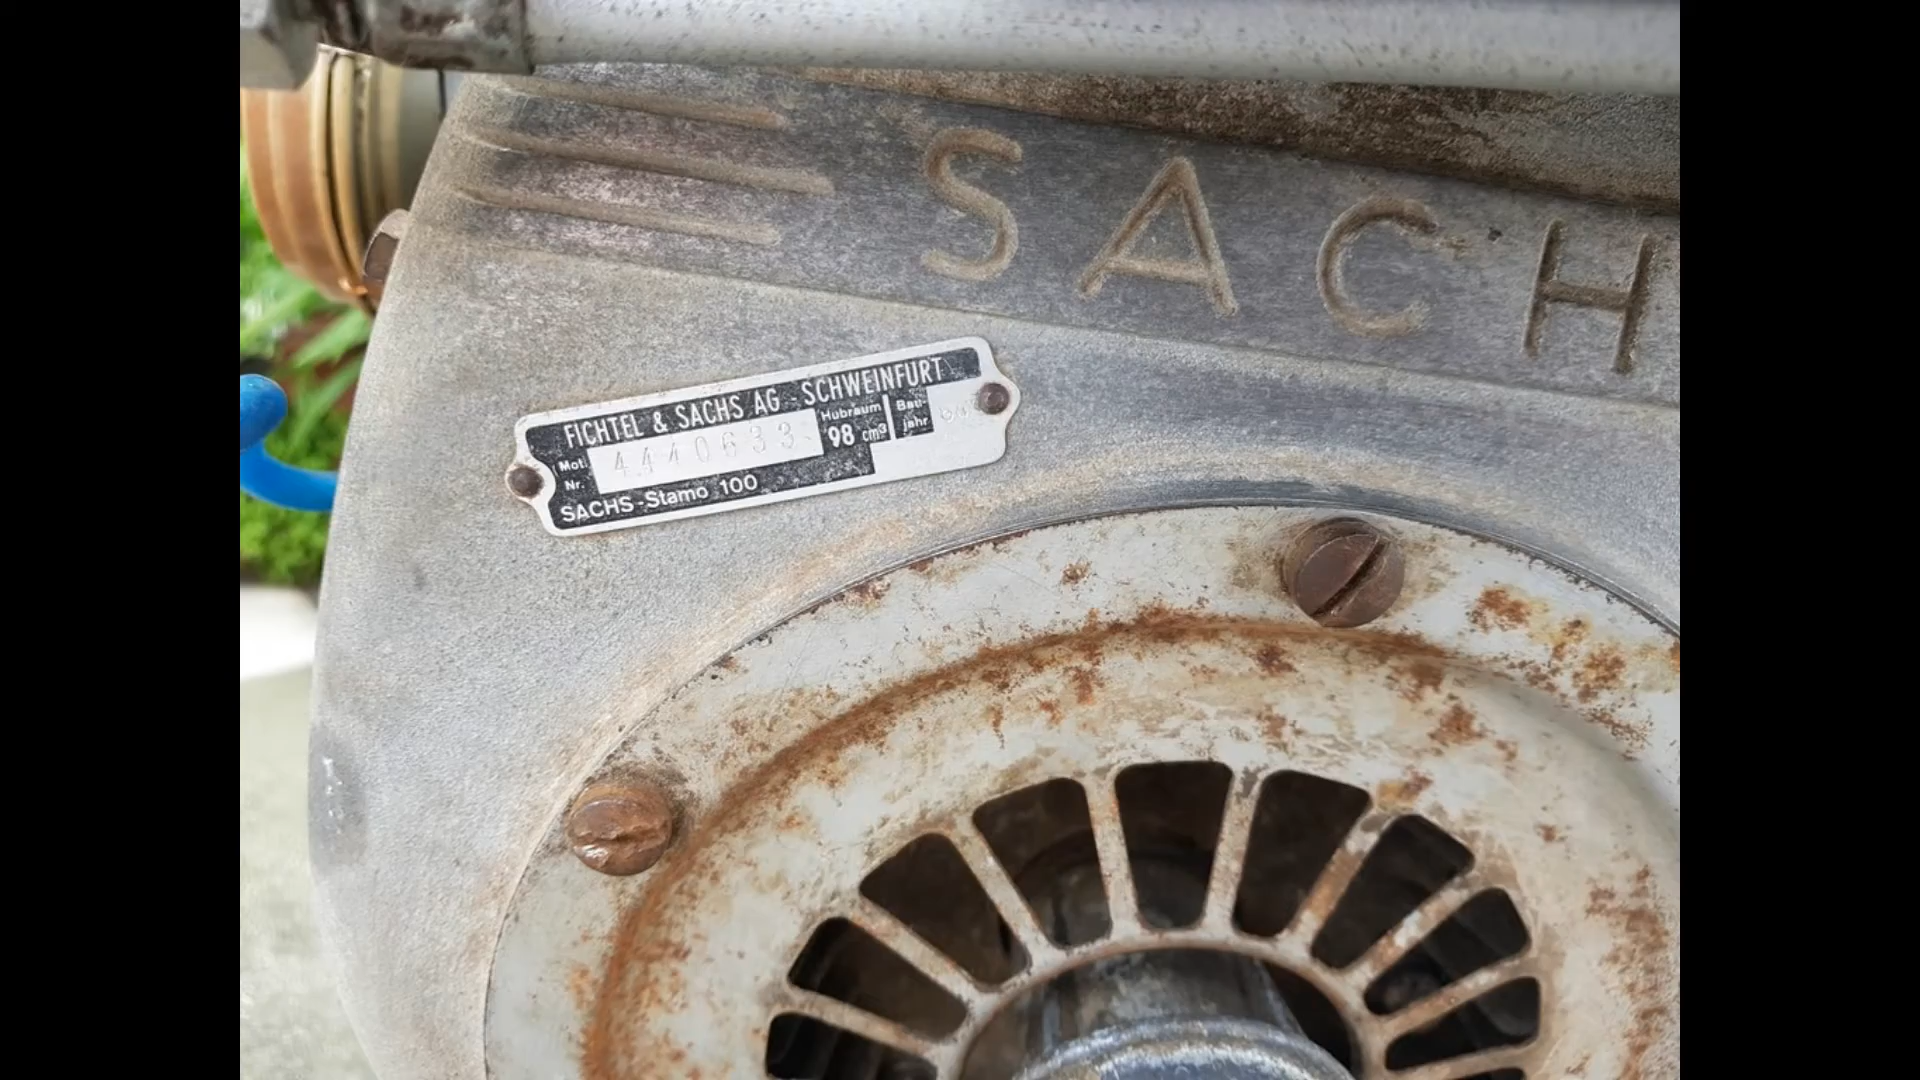 SACH
FICHTEL & SACHS AG - SCHWEINFURT
Mot. Nr. 4440633 Hubraum 98 cm³ Bau- jahr
SACHS-Stamo 100